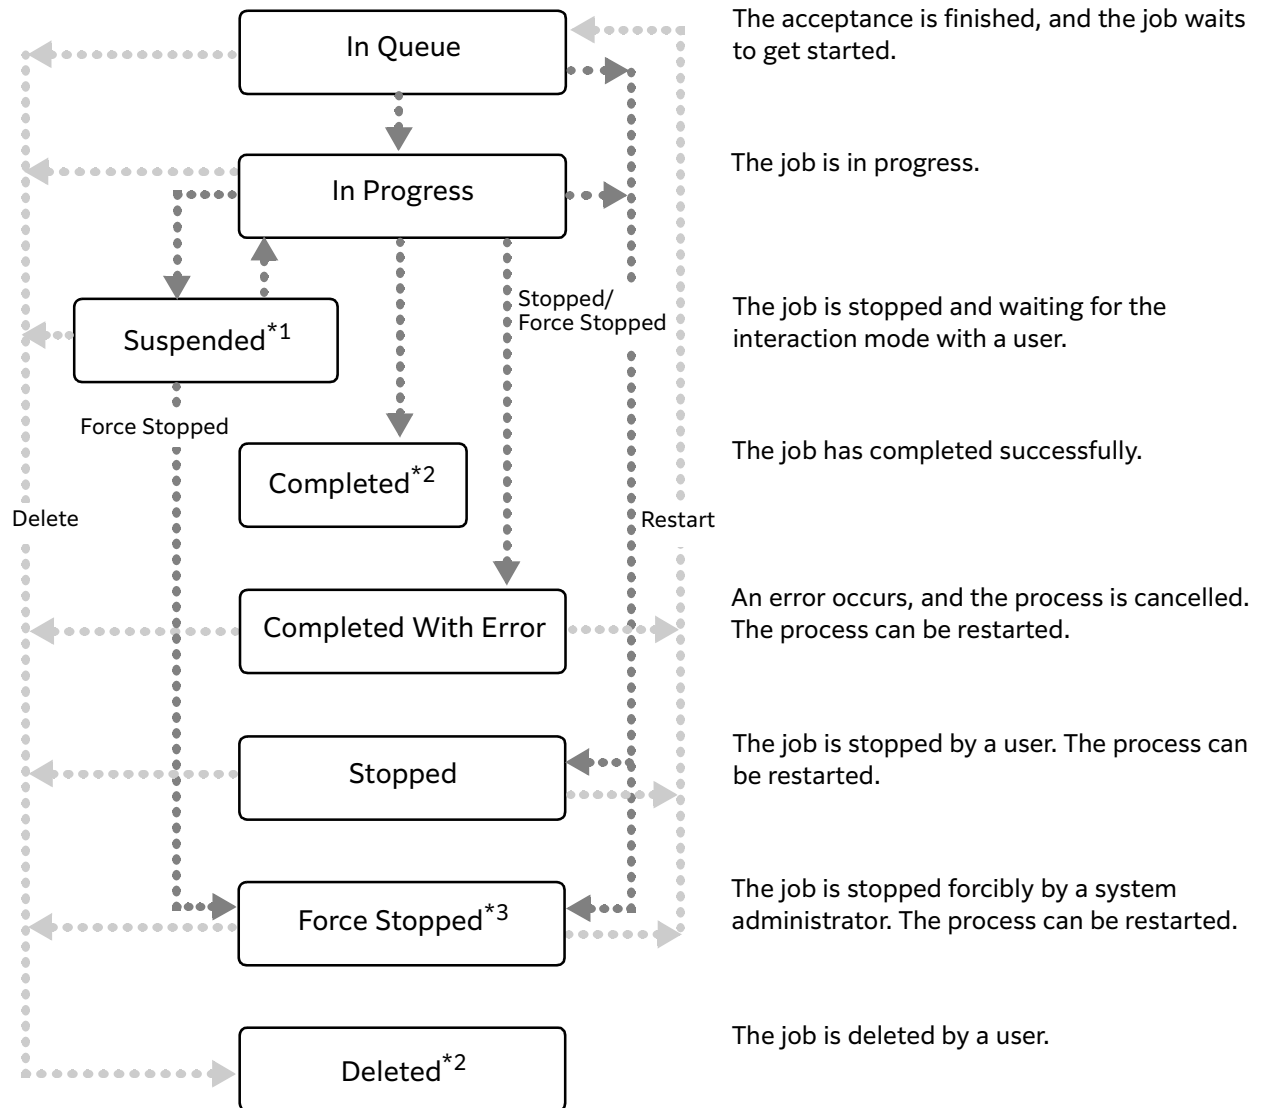 In Queue
The acceptance is finished, and the job waits
to get started.
In Progress
The job is in progress.
Suspended*1
Stopped/
Force Stopped
The job is stopped and waiting for the
interaction mode with a user.
Force Stopped
Completed*2
The job has completed successfully.
Delete
Restart
Completed With Error
An error occurs, and the process is cancelled.
The process can be restarted.
Stopped
The job is stopped by a user. The process can
be restarted.
Force Stopped*3
The job is stopped forcibly by a system
administrator. The process can be restarted.
Deleted*2
The job is deleted by a user.